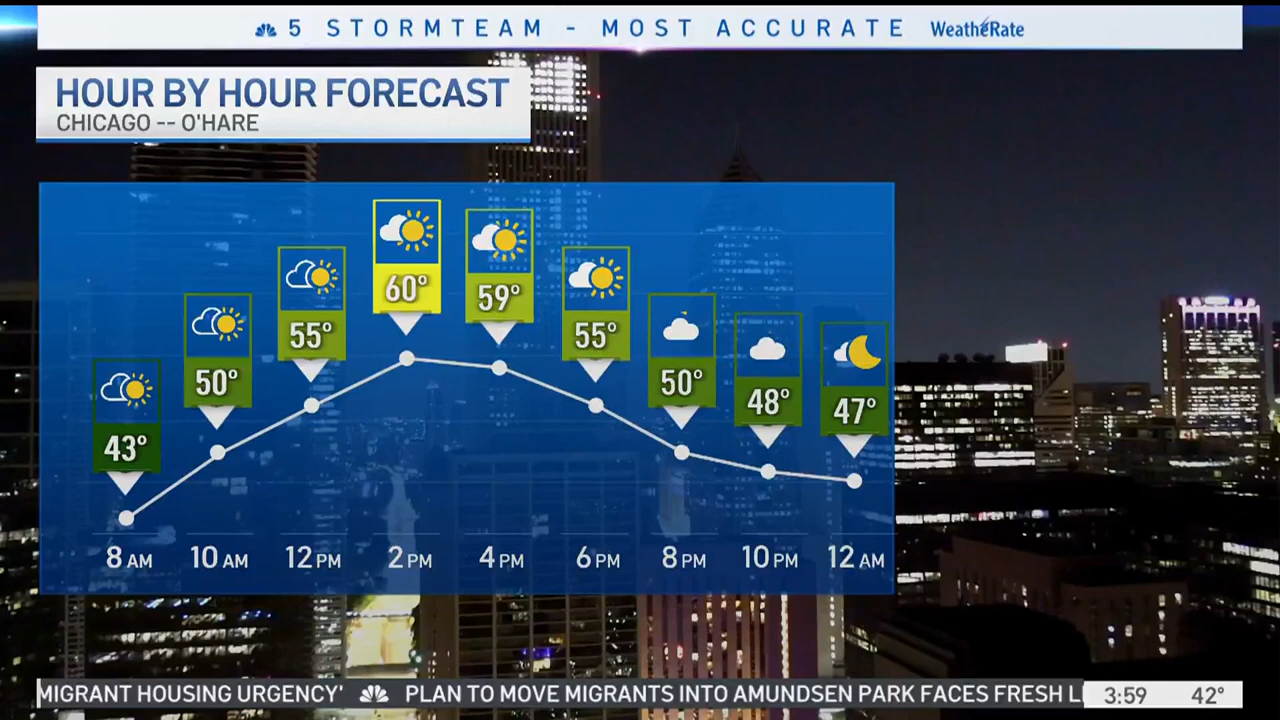 5 STORMTEAM - MOST ACCURATE WeatheRate
HOUR BY HOUR FORECAST
CHICAGO -- O'HARE
43° 50° 55° 60° 59° 55° 50° 48° 47°
8 AM 10 AM 12 PM 2 PM 4 PM 6 PM 8 PM 10 PM 12 AM
MIGRANT HOUSING URGENCY' PLAN TO MOVE MIGRANTS INTO AMUNDSEN PARK FACES FRESH L 3:59 42°